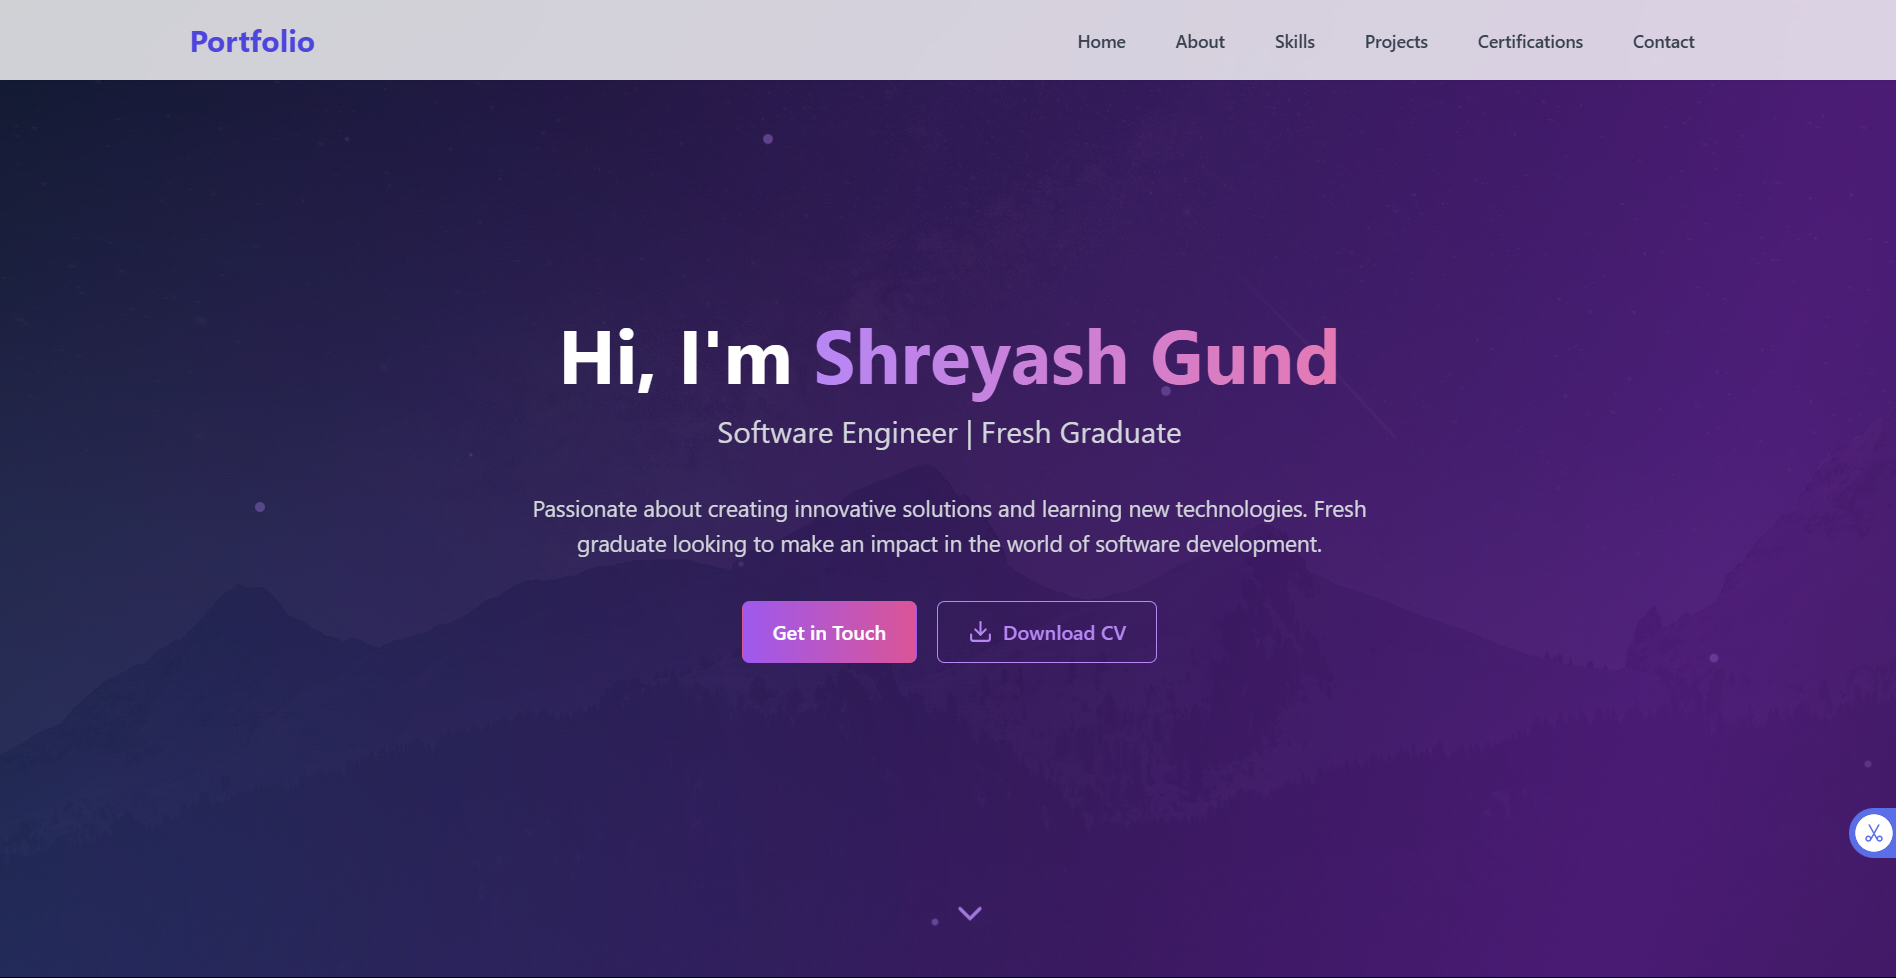 Portfolio
Home About Skills Projects Certifications Contact
Hi, I'm Shreyash Gund
Software Engineer | Fresh Graduate
Passionate about creating innovative solutions and learning new technologies. Fresh
graduate looking to make an impact in the world of software development.
Get in Touch
Download CV